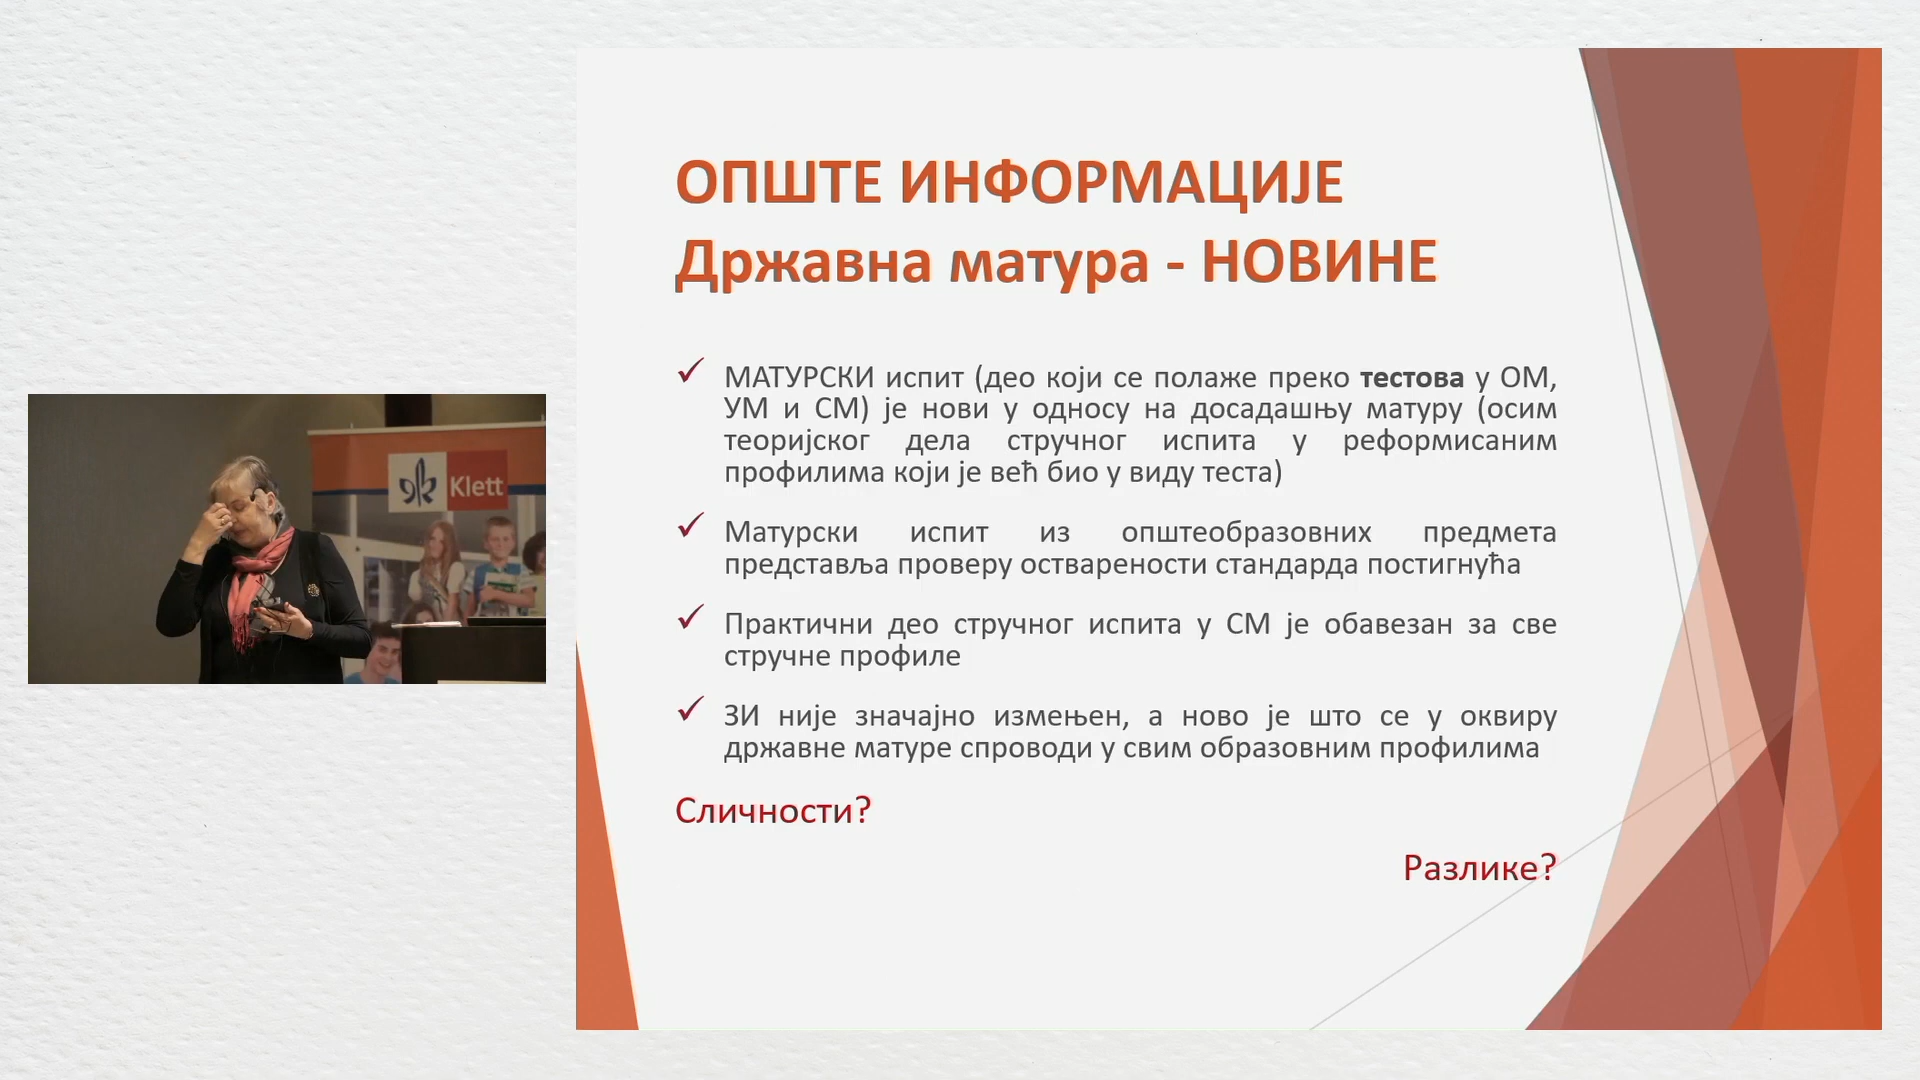 ОПШТЕ ИНФОРМАЦИЈЕ
Државна матура - НОВИНЕ
МАТУРСКИ испит (део који се полаже преко тестова у ОМ,
УМ и СМ) је нови у односу на досадашњу матуру (осим
теоријског дела стручног испита у реформисаним
профилима који је већ био у виду теста)
Матурски испит из општеобразовних предмета
представља проверу остварености стандарда постигнућа
Практични део стручног испита у СМ је обавезан за све
стручне профиле
ЗИ није значајно измењен, а ново је што се у оквиру
државне матуре спроводи у свим образовним профилима
Сличности?
Разлике?
Klett